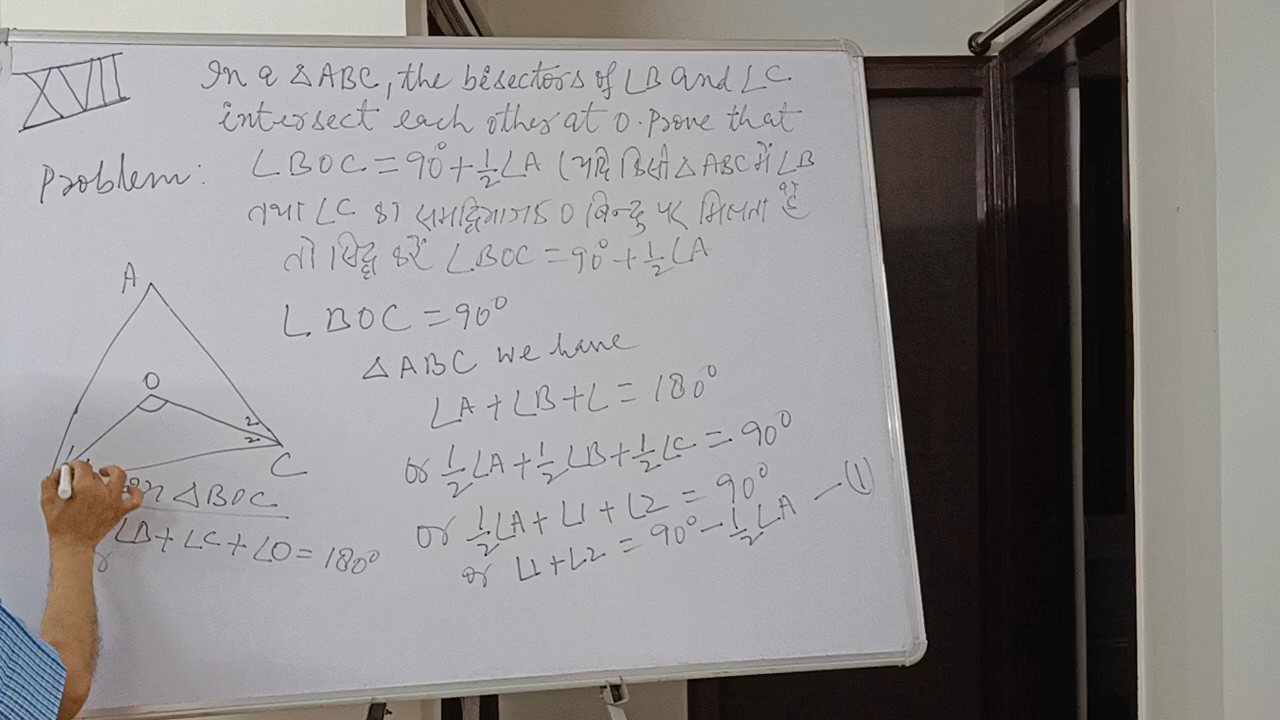 XVII
In a △ABC, the bisectors of ∠B and ∠C
intersect each other at O. Prove that
Problem: ∠BOC = 90° + ½∠A (यदि किसी △ABC में ∠B
तथा ∠C का समद्विभाजक O बिन्दु पर मिलता है
तो सिद्ध करें ∠BOC = 90° + ½∠A
∠BOC = 90°
△ABC we have
∠A + ∠B + ∠ = 180°
or ½∠A + ½∠B + ½∠C = 90°
or ½∠A + ∠1 + ∠2 = 90°
or ∠1 + ∠2 = 90° - ½∠A — (1)
A
O
2
2
1
C
△BOC
∠B + ∠C + ∠O = 180°